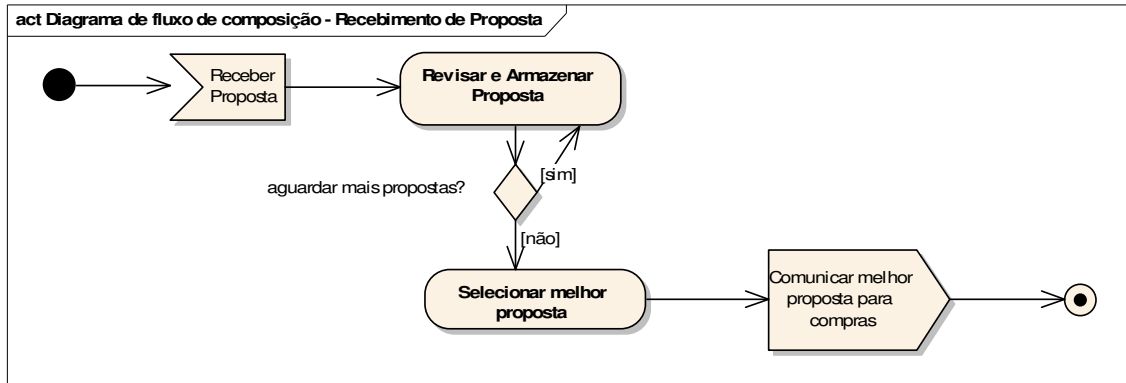 act Diagrama de fluxo de composição - Recebimento de Proposta
Receber
Proposta
Revisar e Armazenar
Proposta
aguardar mais propostas?
[sim]
[não]
Selecionar melhor
proposta
Comunicar melhor
proposta para
compras